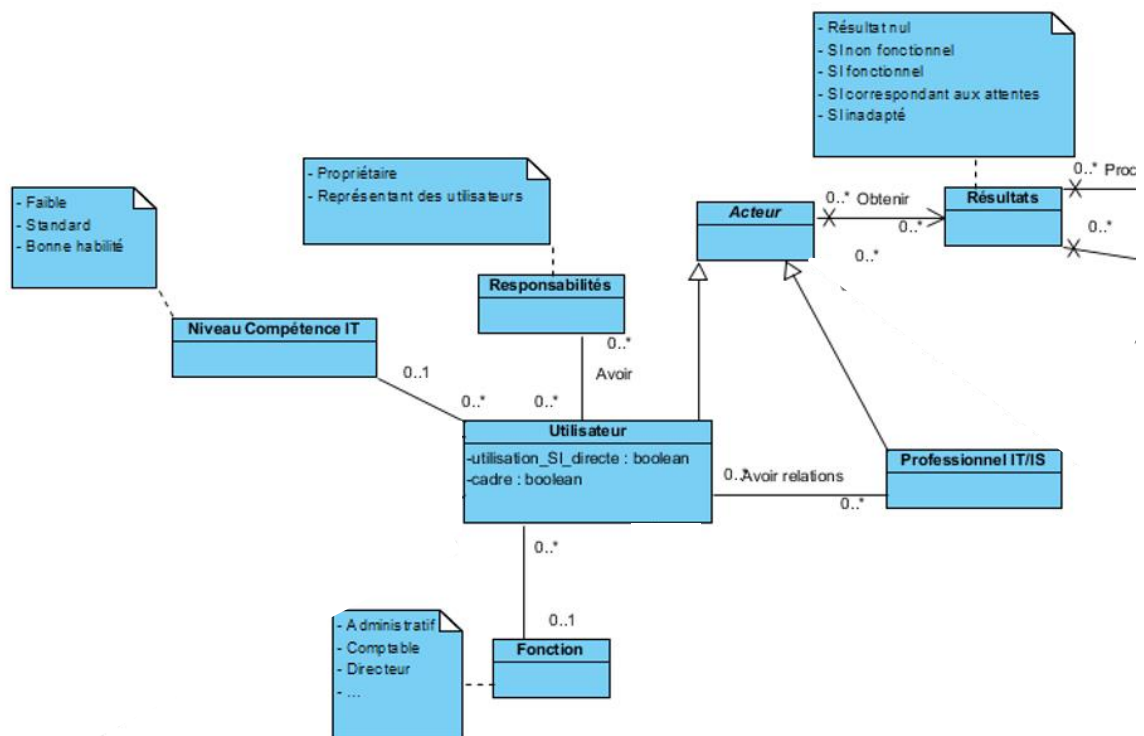 - Résultat nul
- SI non fonctionnel
- SI fonctionnel
- SI correspondant aux attentes
- SI inadapté
- Propriétaire
- Représentant des utilisateurs
- Faible
- Standard
- Bonne habilité
Acteur
0..* Obtenir
0..*
0..*
Résultats
0..* Proc
0..*
Responsabilités
0..*
Avoir
0..*
Niveau Compétence IT
0..1
0..*
Utilisateur
-utilisation_SI_directe : boolean
-cadre : boolean
0..*
Avoir relations
0..*
Professionnel IT/IS
0..*
0..1
- Administratif
- Comptable
- Directeur
- ...
Fonction